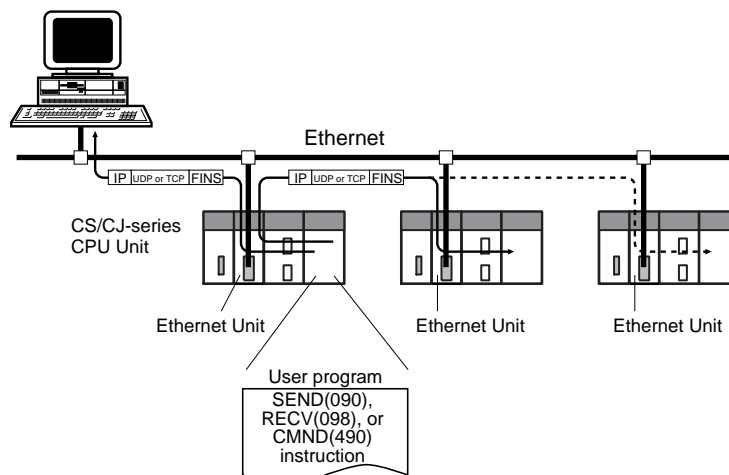 Ethernet
IP UDP or TCP FINS
IP UDP or TCP FINS
CS/CJ-series
CPU Unit
Ethernet Unit
Ethernet Unit
Ethernet Unit
User program
SEND(090),
RECV(098), or
CMND(490)
instruction